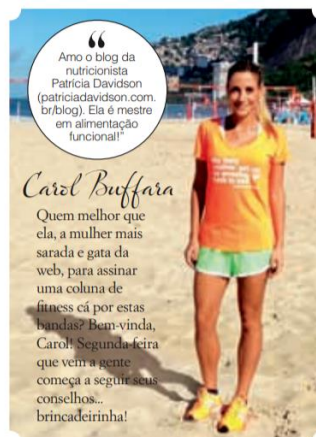 “
Amo o blog da
nutricionista
Patrícia Davidson
(patriciadavidson.com.
br/blog). Ela é mestre
em alimentação
funcional!”
Carol Buffara
Quem melhor que
ela, a mulher mais
sarada e gata da
web, para assinar
uma coluna de
fitness cá por estas
bandas? Bem-vinda,
Carol! Segunda-feira
que vem a gente
começa a seguir seus
conselhos...
brincadeirinha!